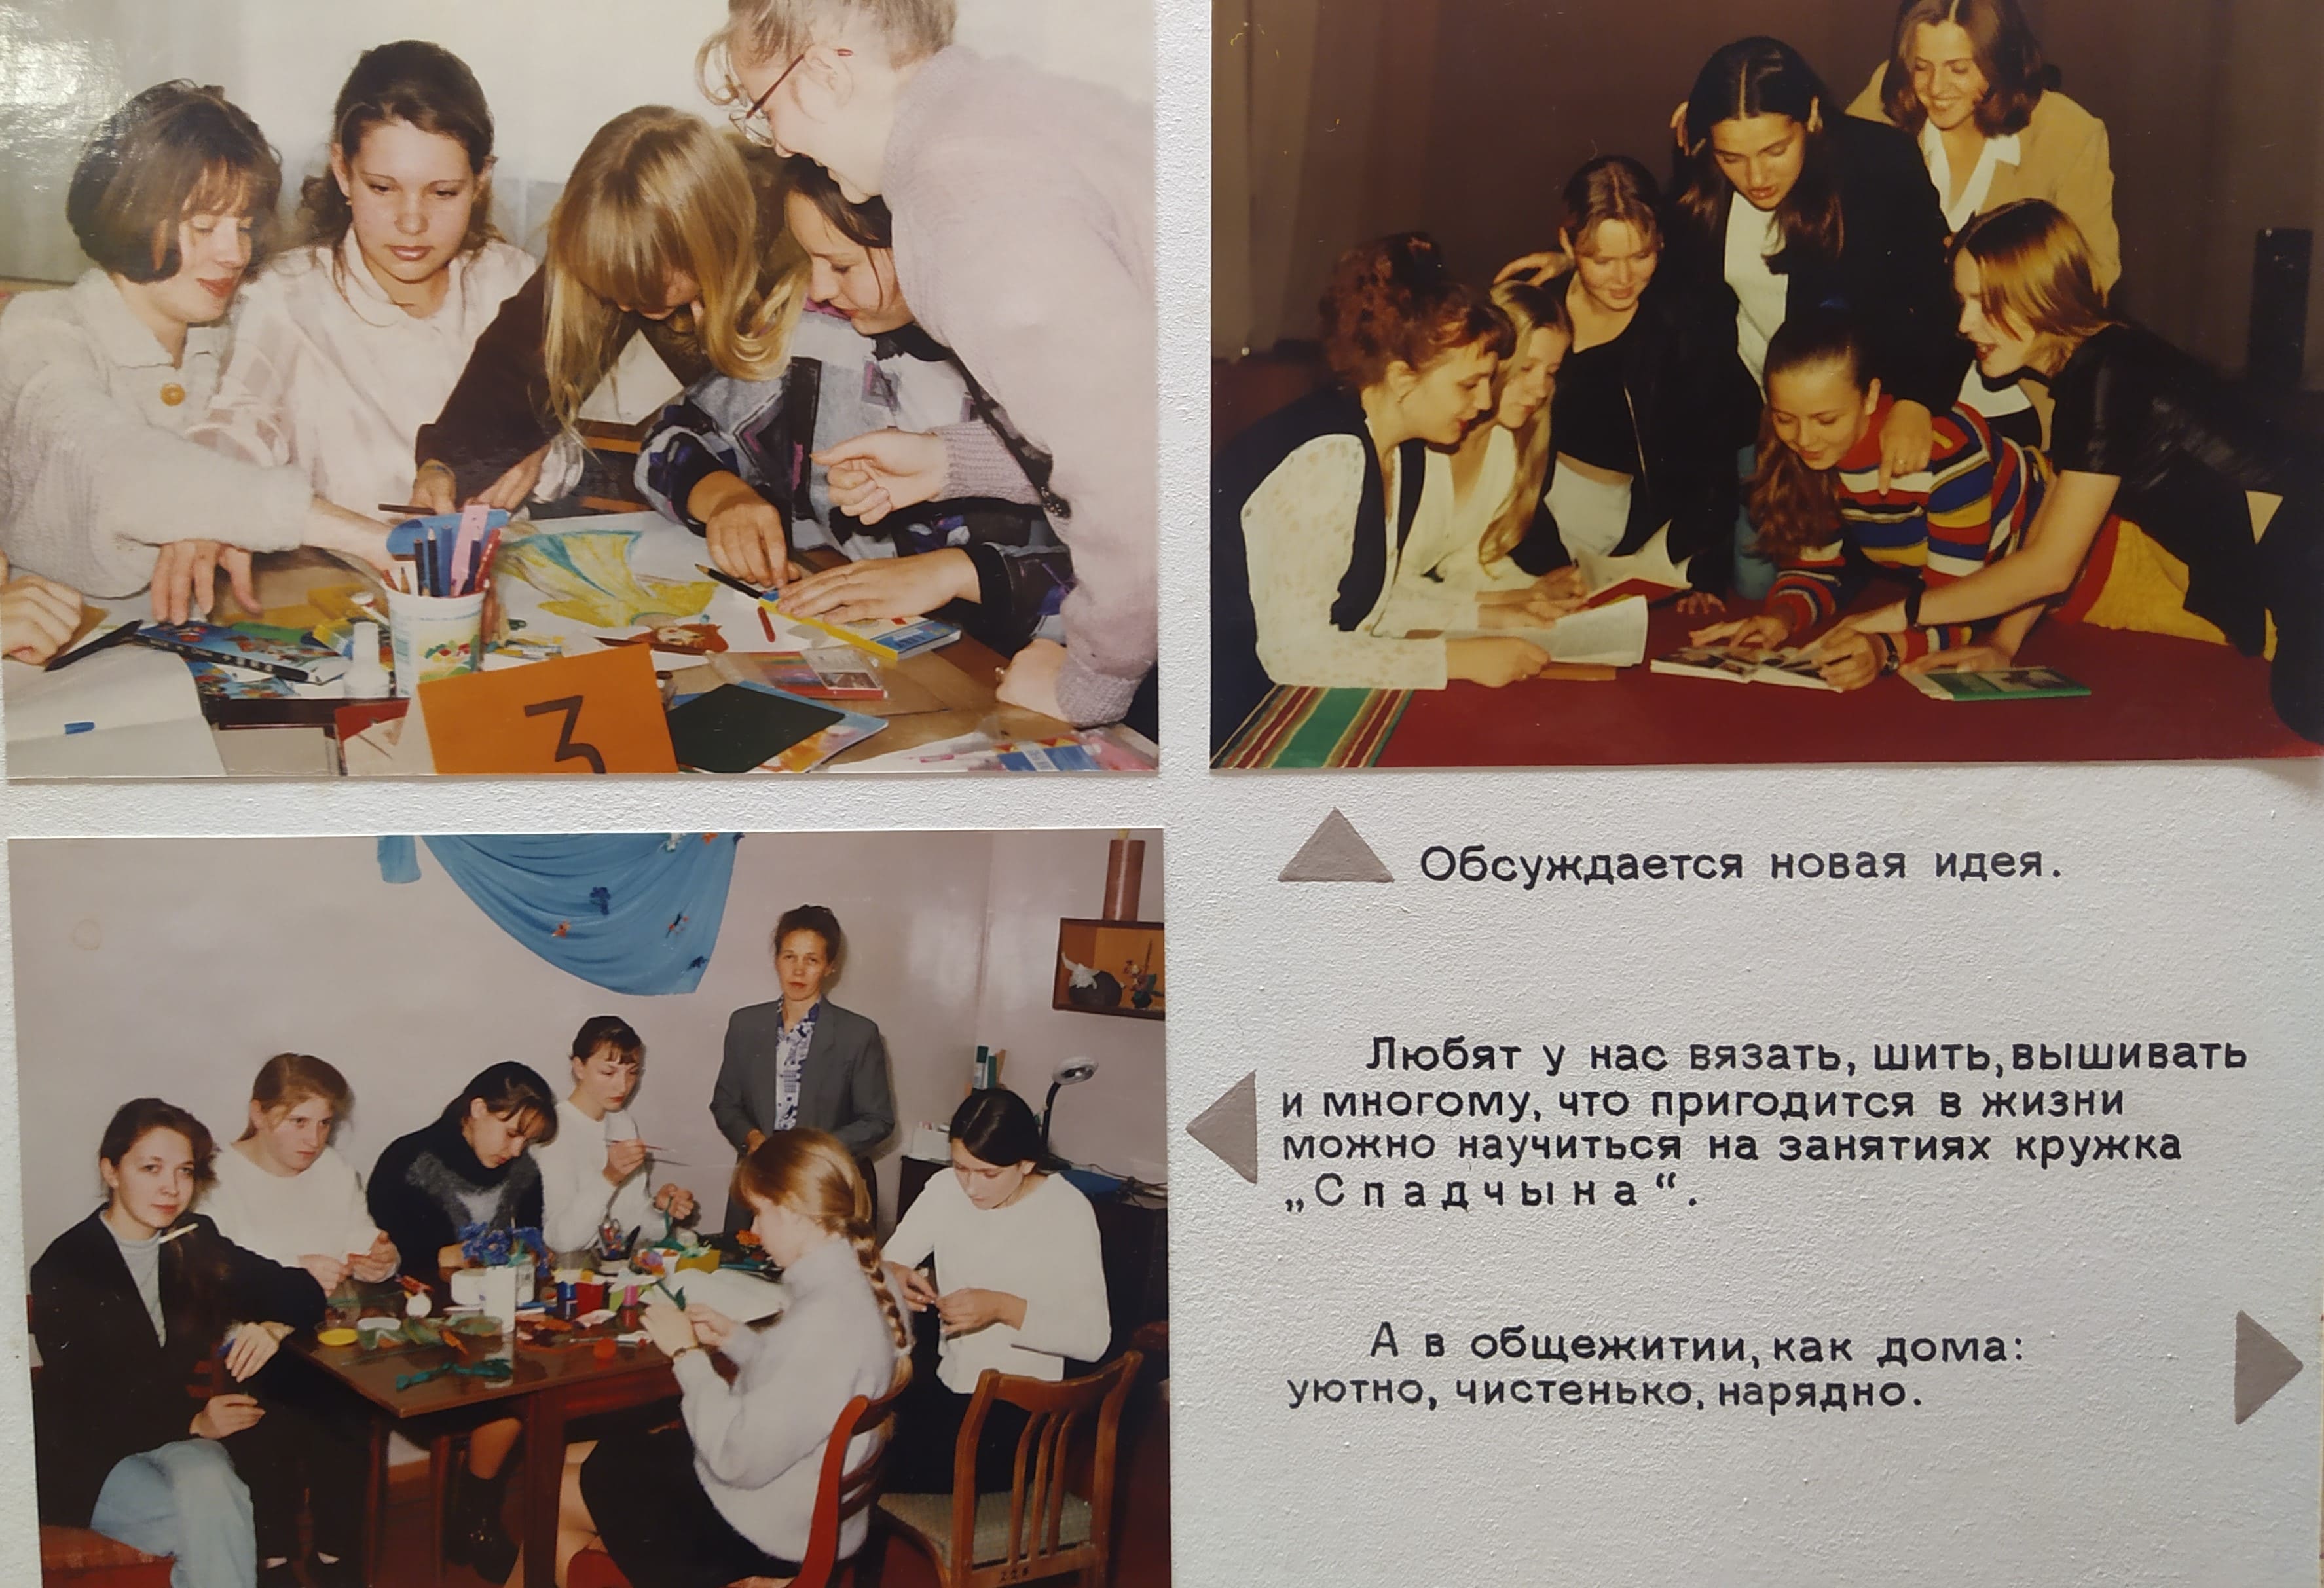 3
Обсуждается новая идея.
Любят у нас вязать, шить, вышивать
и многому, что пригодится в жизни
можно научиться на занятиях кружка
„Спадчына“.
А в общежитии, как дома:
уютно, чистенько, нарядно.